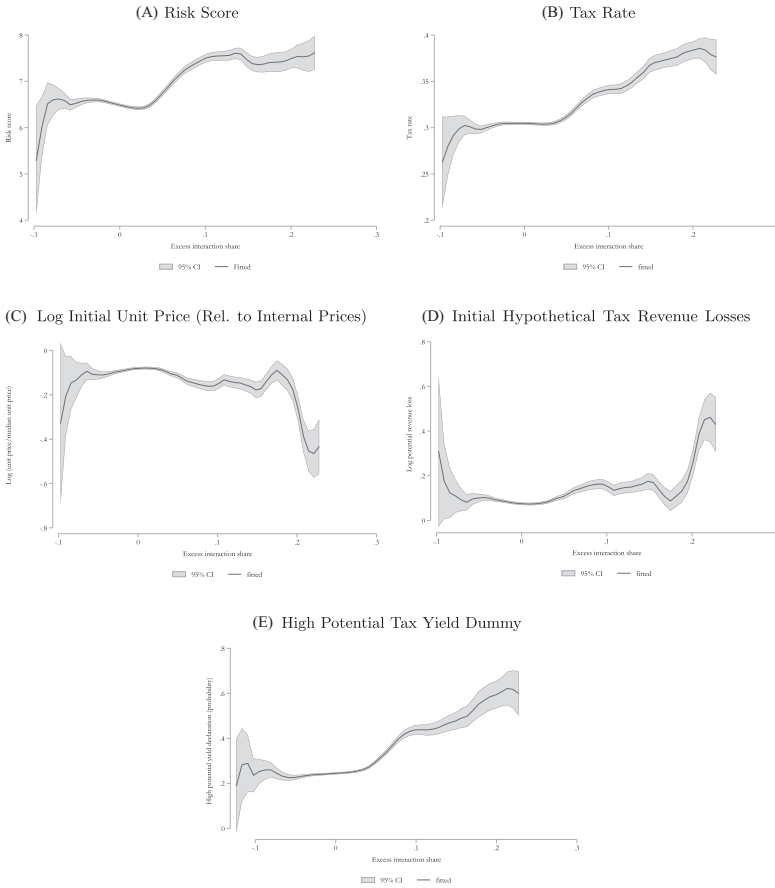 (A) Risk Score
(B) Tax Rate
8
7
6
5
4
Risk score
-.1
0
.1
.2
.3
Excess interaction share
95% CI
Fitted
.4
.35
.3
.25
.2
Tax rate
-.1
0
.1
.2
Excess interaction share
95% CI
fitted
(C) Log Initial Unit Price (Rel. to Internal Prices)
(D) Initial Hypothetical Tax Revenue Losses
0
-.2
-.4
-.6
-.8
Log (unit price/median unit price)
-.1
0
.1
.2
.3
Excess interaction share
95% CI
fitted
.8
.6
.4
.2
0
Log potential revenue loss
-.1
0
.1
.2
Excess interaction share
95% CI
fitted
(E) High Potential Tax Yield Dummy
.8
.6
.4
.2
0
High potential yield declaration (probability)
-.1
0
.1
.2
.3
Excess interaction share
95% CI
fitted